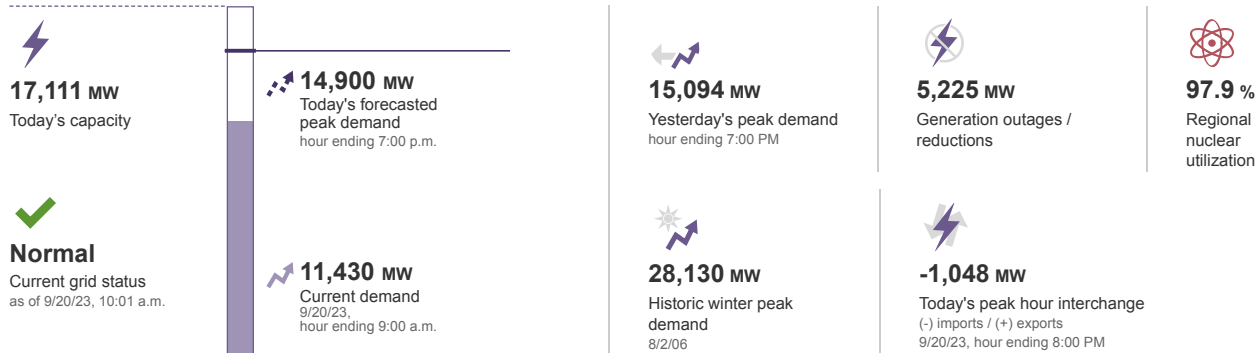 17,111 MW
Today's capacity
Normal
Current grid status
as of 9/20/23, 10:01 a.m.
14,900 MW
Today's forecasted
peak demand
hour ending 7:00 p.m.
11,430 MW
Current demand
9/20/23,
hour ending 9:00 a.m.
15,094 MW
Yesterday's peak demand
hour ending 7:00 PM
5,225 MW
Generation outages /
reductions
97.9 %
Regional
nuclear
utilization
28,130 MW
Historic winter peak
demand
8/2/06
-1,048 MW
Today's peak hour interchange
(-) imports / (+) exports
9/20/23, hour ending 8:00 PM